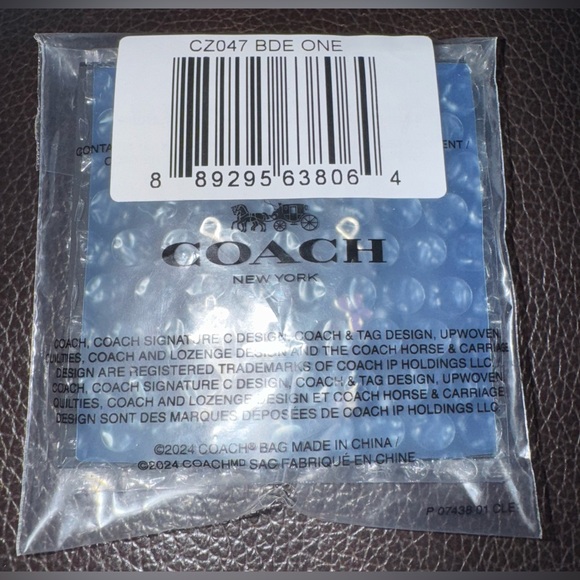 CZ047 BDE ONE
8 89295 63806 4
COACH
NEW YORK
COACH, COACH SIGNATURE C DESIGN, COACH & TAG DESIGN, UPWOVEN
QUILTIES, COACH AND LOZENGE DESIGN AND THE COACH HORSE & CARRIAGE
DESIGN ARE REGISTERED TRADEMARKS OF COACH IP HOLDINGS LLC.
COACH, COACH SIGNATURE C DESIGN, COACH & TAG DESIGN, UPWOVEN
QUILTIES, COACH AND LOZENGE DESIGN ET COACH HORSE & CARRIAGE
DESIGN SONT DES MARQUES DÉPOSÉES DE COACH IP HOLDINGS LLC
©2024 COACH® BAG MADE IN CHINA /
©2024 COACHMD SAC FABRIQUÉ EN CHINE
P 07438 01 CLE